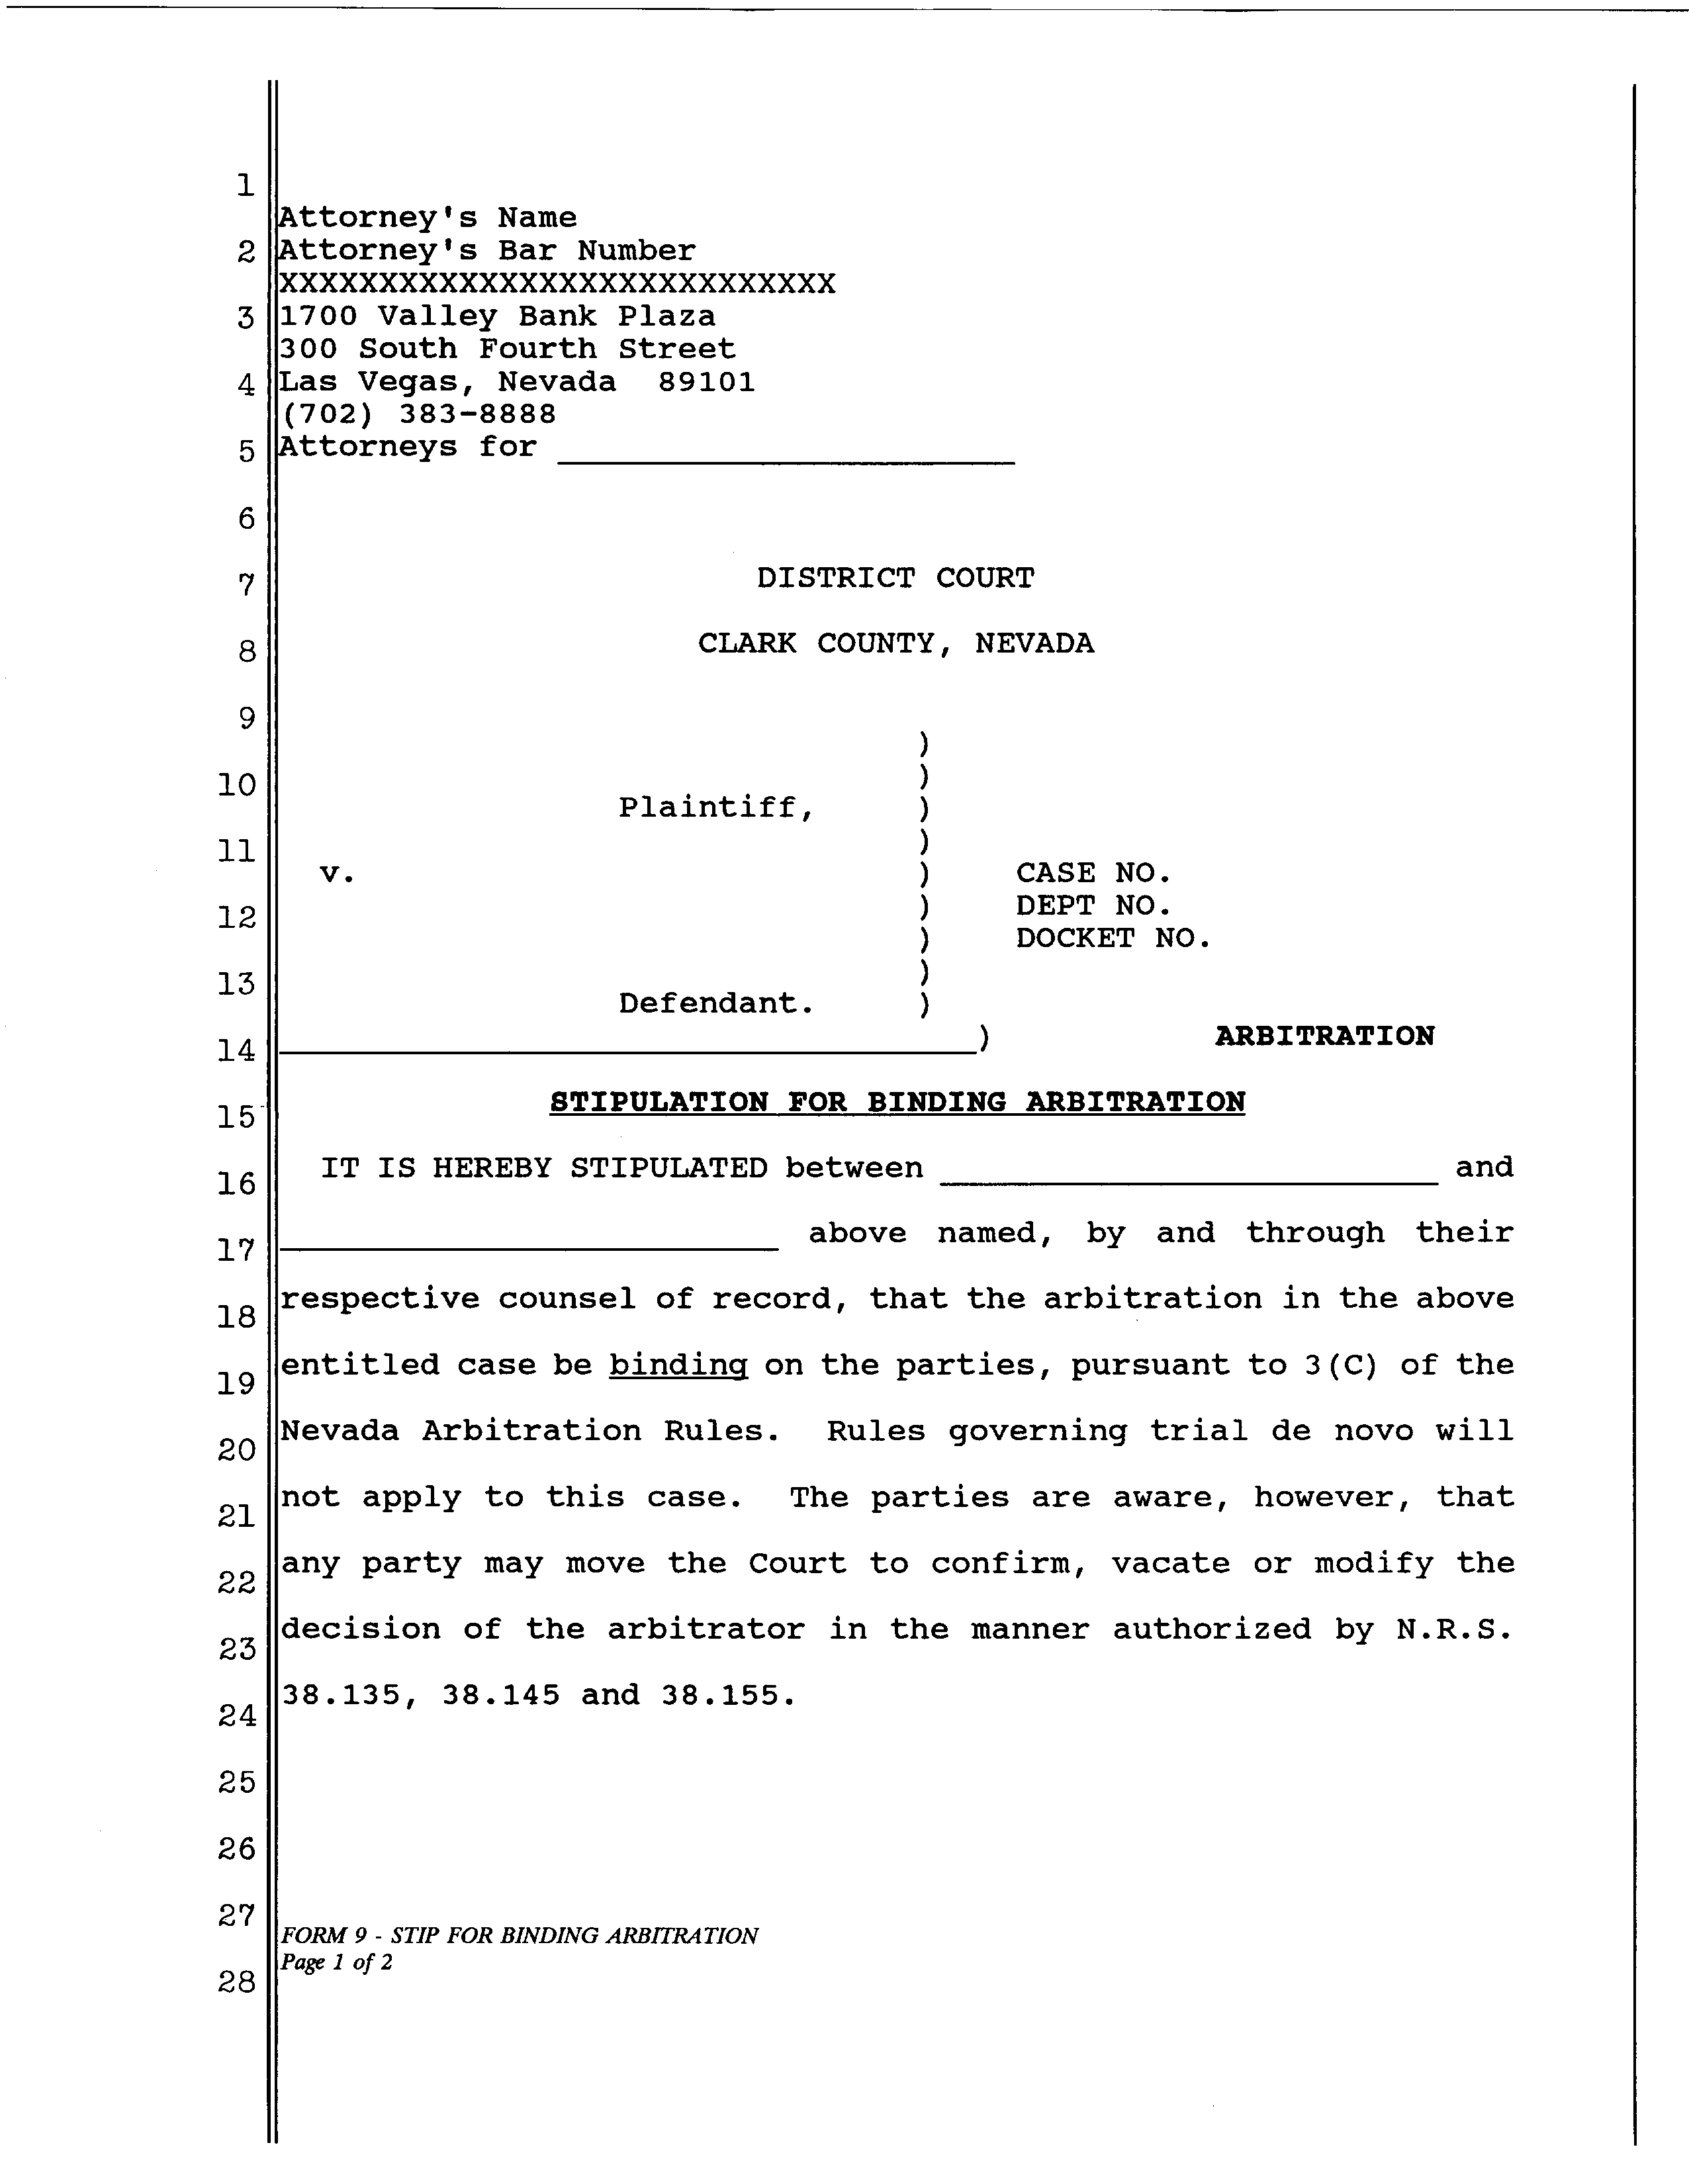 1
Attorney's Name
2 Attorney's Bar Number
XXXXXXXXXXXXXXXXXXXXXXXXXXXX
3 1700 Valley Bank Plaza
300 South Fourth Street
4 Las Vegas, Nevada 89101
(702) 383-8888
5 Attorneys for
6
7 DISTRICT COURT
8 CLARK COUNTY, NEVADA
9
)
10 )
Plaintiff, )
11 )
v. ) CASE NO.
12 ) DEPT NO.
) DOCKET NO.
13 )
Defendant. )
14 ) ARBITRATION
15 STIPULATION FOR BINDING ARBITRATION
16 IT IS HEREBY STIPULATED between and
17 above named, by and through their
18 respective counsel of record, that the arbitration in the above
19 entitled case be binding on the parties, pursuant to 3(C) of the
20 Nevada Arbitration Rules. Rules governing trial de novo will
21 not apply to this case. The parties are aware, however, that
22 any party may move the Court to confirm, vacate or modify the
23 decision of the arbitrator in the manner authorized by N.R.S.
24 38.135, 38.145 and 38.155.
25
26
27
FORM 9 - STIP FOR BINDING ARBITRATION
Page 1 of 2
28